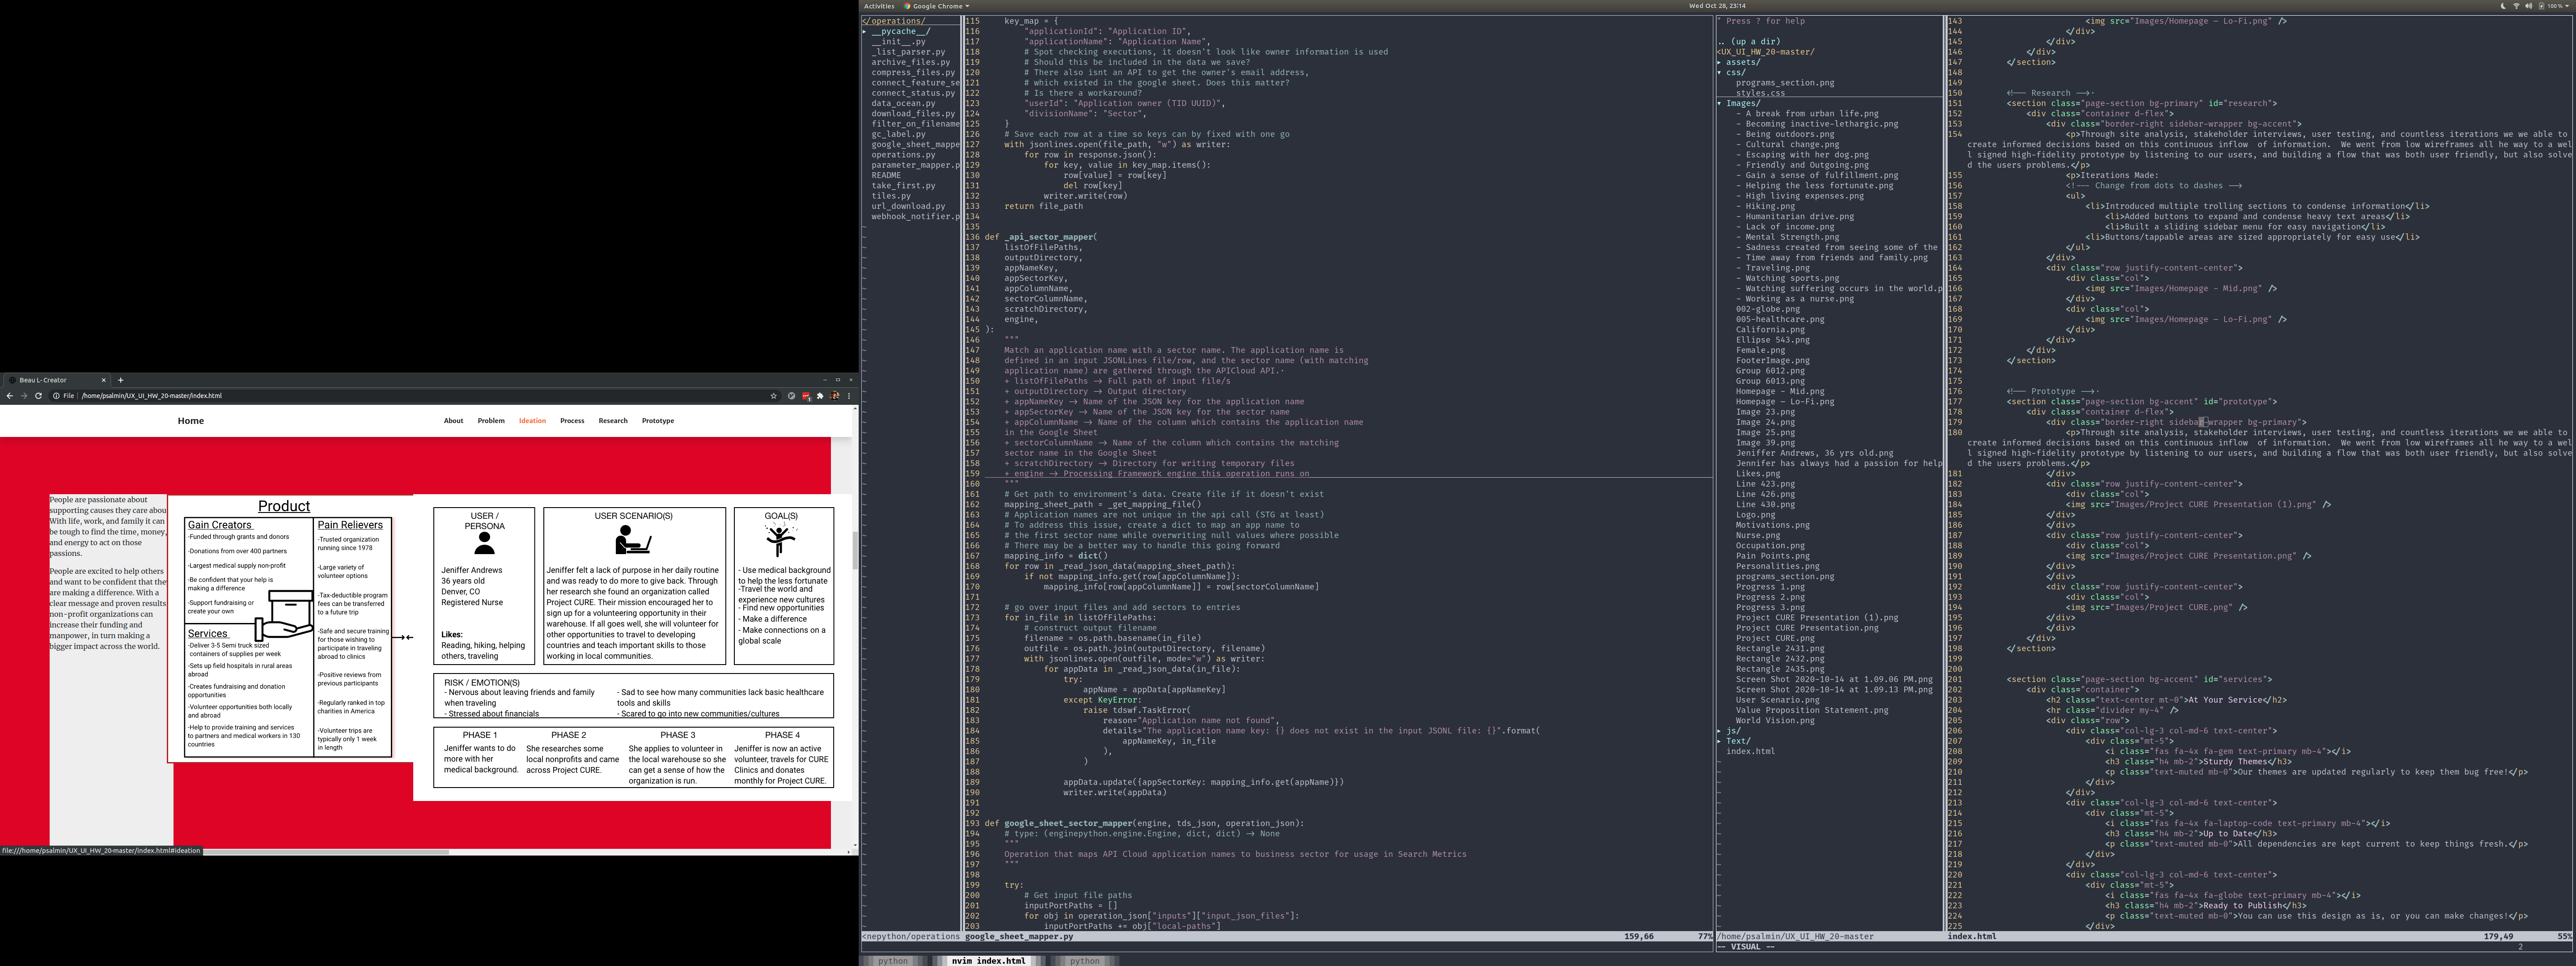 Activities
Google Chrome
Wed Oct 28, 23:14
100 %
Beau L- Creator
File
/home/psalmin/UX_UI_HW_20-master/index.html
Home
About
Problem
Ideation
Process
Research
Prototype
People are passionate about
supporting causes they care abou
With life, work, and family it can
be tough to find the time, money,
and energy to act on those
passions.
People are excited to help others
and want to be confident that the
are making a difference. With a
clear message and proven results
non-profit organizations can
increase their funding and
manpower, in turn making a
bigger impact across the world.
Product
Gain Creators
-Funded through grants and donors
-Donations from over 400 partners
-Largest medical supply non-profit
-Be confident that your help is
making a difference
-Support fundraising or
create your own
Services
-Deliver 3-5 Semi truck sized
containers of supplies per week
-Sets up field hospitals in rural areas
abroad
-Creates fundraising and donation
opportunities
-Volunteer opportunities both locally
and abroad
-Help to provide training and services
to partners and medical workers in 130
countries
Pain Relievers
-Trusted organization
running since 1978
-Large variety of
volunteer options
-Tax-deductible program
fees can be transferred
to a future trip
-Safe and secure training
for those wishing to
participate in traveling
abroad to clinics
-Positive reviews from
previous participants
-Regularly ranked in top
charities in America
-Volunteer trips are
typically only 1 week
in length
USER /
PERSONA
Jeniffer Andrews
36 years old
Denver, CO
Registered Nurse
Likes:
Reading, hiking, helping
others, traveling
USER SCENARIO(S)
Jeniffer felt a lack of purpose in her daily routine
and was ready to do more to give back. Through
her research she found an organization called
Project CURE. Their mission encouraged her to
sign up for a volunteering opportunity in their
warehouse. If all goes well, she will volunteer for
other opportunities to travel to developing
countries and teach important skills to those
working in local communities.
GOAL(S)
- Use medical background
to help the less fortunate
-Travel the world and
experience new cultures
- Find new opportunities
- Make a difference
- Make connections on a
global scale
RISK / EMOTION(S)
- Nervous about leaving friends and family
when traveling
- Stressed about financials
- Sad to see how many communities lack basic healthcare
tools and skills
- Scared to go into new communities/cultures
PHASE 1
Jeniffer wants to do
more with her
medical background.
PHASE 2
She researches some
local nonprofits and came
across Project CURE.
PHASE 3
She applies to volunteer in
the local warehouse so she
can get a sense of how the
organization is run.
PHASE 4
Jeniffer is now an active
volunteer, travels for CURE
Clinics and donates
monthly for Project CURE.
file:///home/psalmin/UX_UI_HW_20-master/index.html#ideation
</operations/
▸ __pycache__/
__init__.py
_list_parser.py
archive_files.py
compress_files.py
connect_feature_se
connect_status.py
data_ocean.py
download_files.py
filter_on_filename
gc_label.py
google_sheet_mappe
operations.py
parameter_mapper.p
README
take_first.py
tiles.py
url_download.py
webhook_notifier.p
115 key_map = {
116 "applicationId": "Application ID",
117 "applicationName": "Application Name",
118 # Spot checking executions, it doesn't look like owner information is used
119 # Should this be included in the data we save?
120 # There also isnt an API to get the owner's email address,
121 # which existed in the google sheet. Does this matter?
122 # Is there a workaround?
123 "userId": "Application owner (TID UUID)",
124 "divisionName": "Sector",
125 }
126 # Save each row at a time so keys can by fixed with one go
127 with jsonlines.open(file_path, "w") as writer:
128 for row in response.json():
129 for key, value in key_map.items():
130 row[value] = row[key]
131 del row[key]
132 writer.write(row)
133 return file_path
134
135
136 def _api_sector_mapper(
137 listOfFilePaths,
138 outputDirectory,
139 appNameKey,
140 appSectorKey,
141 appColumnName,
142 sectorColumnName,
143 scratchDirectory,
144 engine,
145 ):
146 """
147 Match an application name with a sector name. The application name is
148 defined in an input JSONLines file/row, and the sector name (with matching
149 application name) are gathered through the APICloud API.·
150 + listOfFilePaths -> Full path of input file/s
151 + outputDirectory -> Output directory
152 + appNameKey -> Name of the JSON key for the application name
153 + appSectorKey -> Name of the JSON key for the sector name
154 + appColumnName -> Name of the column which contains the application name
155 in the Google Sheet
156 + sectorColumnName -> Name of the column which contains the matching
157 sector name in the Google Sheet
158 + scratchDirectory -> Directory for writing temporary files
159 + engine -> Processing Framework engine this operation runs on
160 """
161 # Get path to environment's data. Create file if it doesn't exist
162 mapping_sheet_path = _get_mapping_file()
163 # Application names are not unique in the api call (STG at least)
164 # To address this issue, create a dict to map an app name to
165 # the first sector name while overwriting null values where possible
166 # There may be a better way to handle this going forward
167 mapping_info = dict()
168 for row in _read_json_data(mapping_sheet_path):
169 if not mapping_info.get(row[appColumnName]):
170 mapping_info[row[appColumnName]] = row[sectorColumnName]
171
172 # go over input files and add sectors to entries
173 for in_file in listOfFilePaths:
174 # construct output filename
175 filename = os.path.basename(in_file)
176 outfile = os.path.join(outputDirectory, filename)
177 with jsonlines.open(outfile, mode="w") as writer:
178 for appData in _read_json_data(in_file):
179 try:
180 appName = appData[appNameKey]
181 except KeyError:
182 raise tdswf.TaskError(
183 reason="Application name not found",
184 details="The application name key: {} does not exist in the input JSONL file: {}".format(
185 appNameKey, in_file
186 ),
187 )
188
189 appData.update({appSectorKey: mapping_info.get(appName)})
190 writer.write(appData)
191
192
193 def google_sheet_sector_mapper(engine, tds_json, operation_json):
194 # type: (enginepython.engine.Engine, dict, dict) -> None
195 """
196 Operation that maps API Cloud application names to business sector for usage in Search Metrics
197 """
198
199 try:
200 # Get input file paths
201 inputPortPaths = []
202 for obj in operation_json["inputs"]["input_json_files"]:
203 inputPortPaths += obj["local-paths"]
<nepython/operations google_sheet_mapper.py 159,66 77%
python
nvim index.html
python
" Press ? for help
.. (up a dir)
<UX_UI_HW_20-master/
▸ assets/
▾ css/
programs_section.png
styles.css
▾ Images/
- A break from urban life.png
- Becoming inactive-lethargic.png
- Being outdoors.png
- Cultural change.png
- Escaping with her dog.png
- Friendly and Outgoing.png
- Gain a sense of fulfillment.png
- Helping the less fortunate.png
- High living expenses.png
- Hiking.png
- Humanitarian drive.png
- Lack of income.png
- Mental Strength.png
- Sadness created from seeing some of the
- Time away from friends and family.png
- Traveling.png
- Watching sports.png
- Watching suffering occurs in the world.p
- Working as a nurse.png
002-globe.png
005-healthcare.png
California.png
Ellipse 543.png
Female.png
FooterImage.png
Group 6012.png
Group 6013.png
Homepage - Mid.png
Homepage – Lo-Fi.png
Image 23.png
Image 24.png
Image 25.png
Image 39.png
Jeniffer Andrews, 36 yrs old.png
Jennifer has always had a passion for help
Likes.png
Line 423.png
Line 426.png
Line 430.png
Logo.png
Motivations.png
Nurse.png
Occupation.png
Pain Points.png
Personalities.png
programs_section.png
Progress 1.png
Progress 2.png
Progress 3.png
Project CURE Presentation (1).png
Project CURE Presentation.png
Project CURE.png
Rectangle 2431.png
Rectangle 2432.png
Rectangle 2435.png
Screen Shot 2020-10-14 at 1.09.06 PM.png
Screen Shot 2020-10-14 at 1.09.13 PM.png
User Scenario.png
Value Proposition Statement.png
World Vision.png
▸ js/
▸ Text/
index.html
143 <img src="Images/Homepage – Lo-Fi.png" />
144 </div>
145 </div>
146 </div>
147 </section>
148
149
150 <!-- Research -->·
151 <section class="page-section bg-primary" id="research">
152 <div class="container d-flex">
153 <div class="border-right sidebar-wrapper bg-accent">
154 <p>Through site analysis, stakeholder interviews, user testing, and countless iterations we we able to
create informed decisions based on this continuous inflow  of information.  We went from low wireframes all he way to a wel
l signed high-fidelity prototype by listening to our users, and building a flow that was both user friendly, but also solve
d the users problems.</p>
155 <p>Iterations Made:
156 <!-- Change from dots to dashes -->
157 <ul>
158 <li>Introduced multiple trolling sections to condense information</li>
159 <li>Added buttons to expand and condense heavy text areas</li>
160 <li>Built a sliding sidebar menu for easy navigation</li>
161 <li>Buttons/tappable areas are sized appropriately for easy use</li>
162 </ul>
163 </div>
164 <div class="row justify-content-center">
165 <div class="col">
166 <img src="Images/Homepage - Mid.png" />
167 </div>
168 <div class="col">
169 <img src="Images/Homepage – Lo-Fi.png" />
170 </div>
171 </div>
172 </div>
173 </section>
174
175
176 <!-- Prototype -->·
177 <section class="page-section bg-accent" id="prototype">
178 <div class="container d-flex">
179 <div class="border-right sidebar-wrapper bg-primary">
180 <p>Through site analysis, stakeholder interviews, user testing, and countless iterations we we able to
create informed decisions based on this continuous inflow  of information.  We went from low wireframes all he way to a wel
l signed high-fidelity prototype by listening to our users, and building a flow that was both user friendly, but also solve
d the users problems.</p>
181 </div>
182 <div class="row justify-content-center">
183 <div class="col">
184 <img src="Images/Project CURE Presentation (1).png" />
185 </div>
186 </div>
187 <div class="row justify-content-center">
188 <div class="col">
189 <img src="Images/Project CURE Presentation.png" />
190 </div>
191 </div>
192 <div class="row justify-content-center">
193 <div class="col">
194 <img src="Images/Project CURE.png" />
195 </div>
196 </div>
197 </div>
198 </section>
199
200
201 <section class="page-section bg-accent" id="services">
202 <div class="container">
203 <h2 class="text-center mt-0">At Your Service</h2>
204 <hr class="divider my-4" />
205 <div class="row">
206 <div class="col-lg-3 col-md-6 text-center">
207 <div class="mt-5">
208 <i class="fas fa-4x fa-gem text-primary mb-4"></i>
209 <h3 class="h4 mb-2">Sturdy Themes</h3>
210 <p class="text-muted mb-0">Our themes are updated regularly to keep them bug free!</p>
211 </div>
212 </div>
213 <div class="col-lg-3 col-md-6 text-center">
214 <div class="mt-5">
215 <i class="fas fa-4x fa-laptop-code text-primary mb-4"></i>
216 <h3 class="h4 mb-2">Up to Date</h3>
217 <p class="text-muted mb-0">All dependencies are kept current to keep things fresh.</p>
218 </div>
219 </div>
220 <div class="col-lg-3 col-md-6 text-center">
221 <div class="mt-5">
222 <i class="fas fa-4x fa-globe text-primary mb-4"></i>
223 <h3 class="h4 mb-2">Ready to Publish</h3>
224 <p class="text-muted mb-0">You can use this design as is, or you can make changes!</p>
225 </div>
/home/psalmin/UX_UI_HW_20-master index.html 179,49 55%
-- VISUAL -- 2